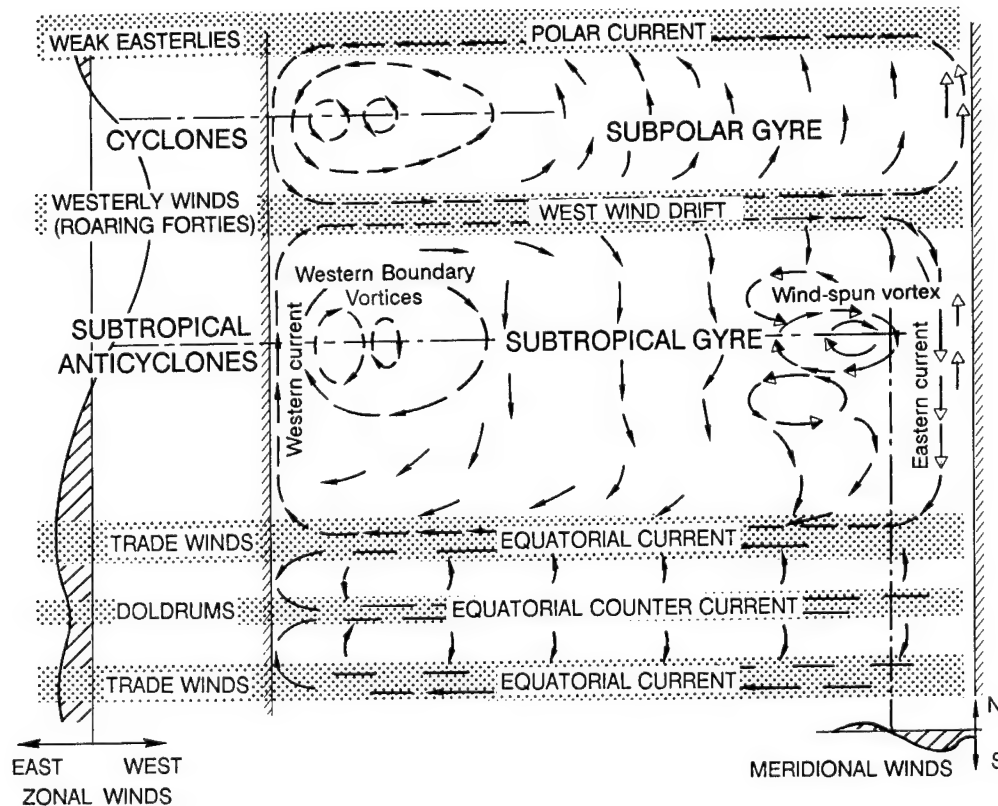 WEAK EASTERLIES
POLAR CURRENT
CYCLONES
SUBPOLAR GYRE
WESTERLY WINDS
(ROARING FORTIES)
WEST WIND DRIFT
Western Boundary
Vortices
Wind-spun vortex
SUBTROPICAL
ANTICYCLONES
Western current
SUBTROPICAL GYRE
Eastern current
TRADE WINDS
EQUATORIAL CURRENT
DOLDRUMS
EQUATORIAL COUNTER CURRENT
TRADE WINDS
EQUATORIAL CURRENT
N
S
EAST WEST
ZONAL WINDS
MERIDIONAL WINDS